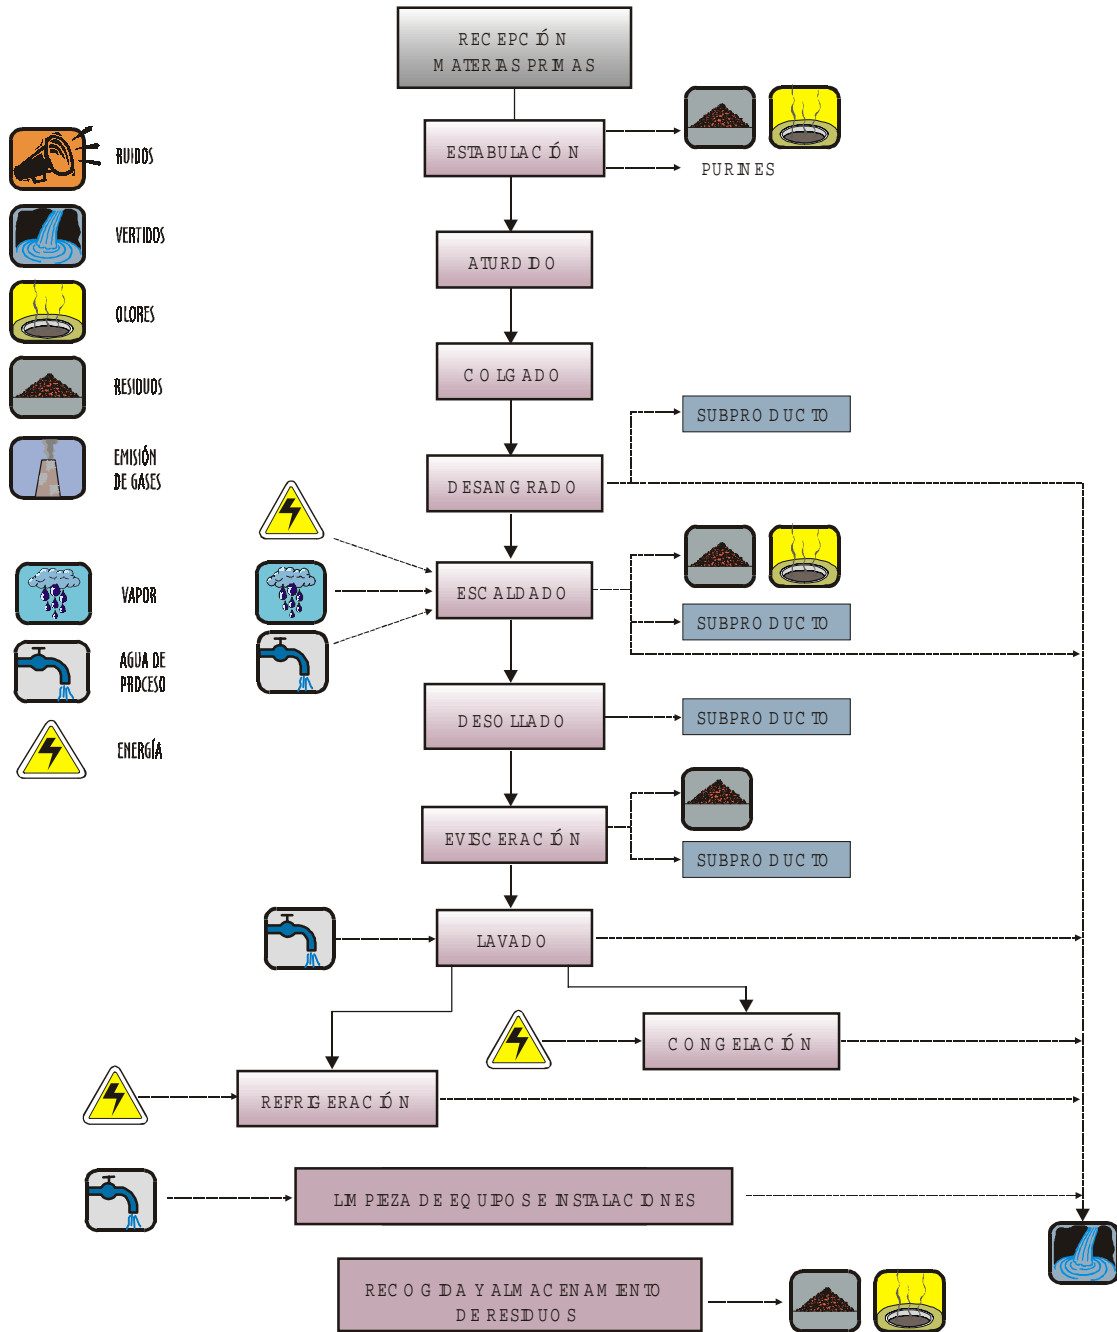 RECEPCIÓN
MATERIAS PRIMAS
ESTABULACIÓN
PURINES
ATURDIDO
COLGADO
SUBPRODUCTO
DESANGRADO
ESCALDADO
SUBPRODUCTO
DESOLLADO
SUBPRODUCTO
EVISCERACIÓN
SUBPRODUCTO
LAVADO
CONGELACIÓN
REFRIGERACIÓN
LIMPIEZA DE EQUIPOS E INSTALACIONES
RECOGIDA Y ALMACENAMIENTO
DE RESIDUOS
RUIDOS
VERTIDOS
OLORES
RESIDUOS
EMISIÓN
DE GASES
VAPOR
AGUA DE
PROCESO
ENERGÍA